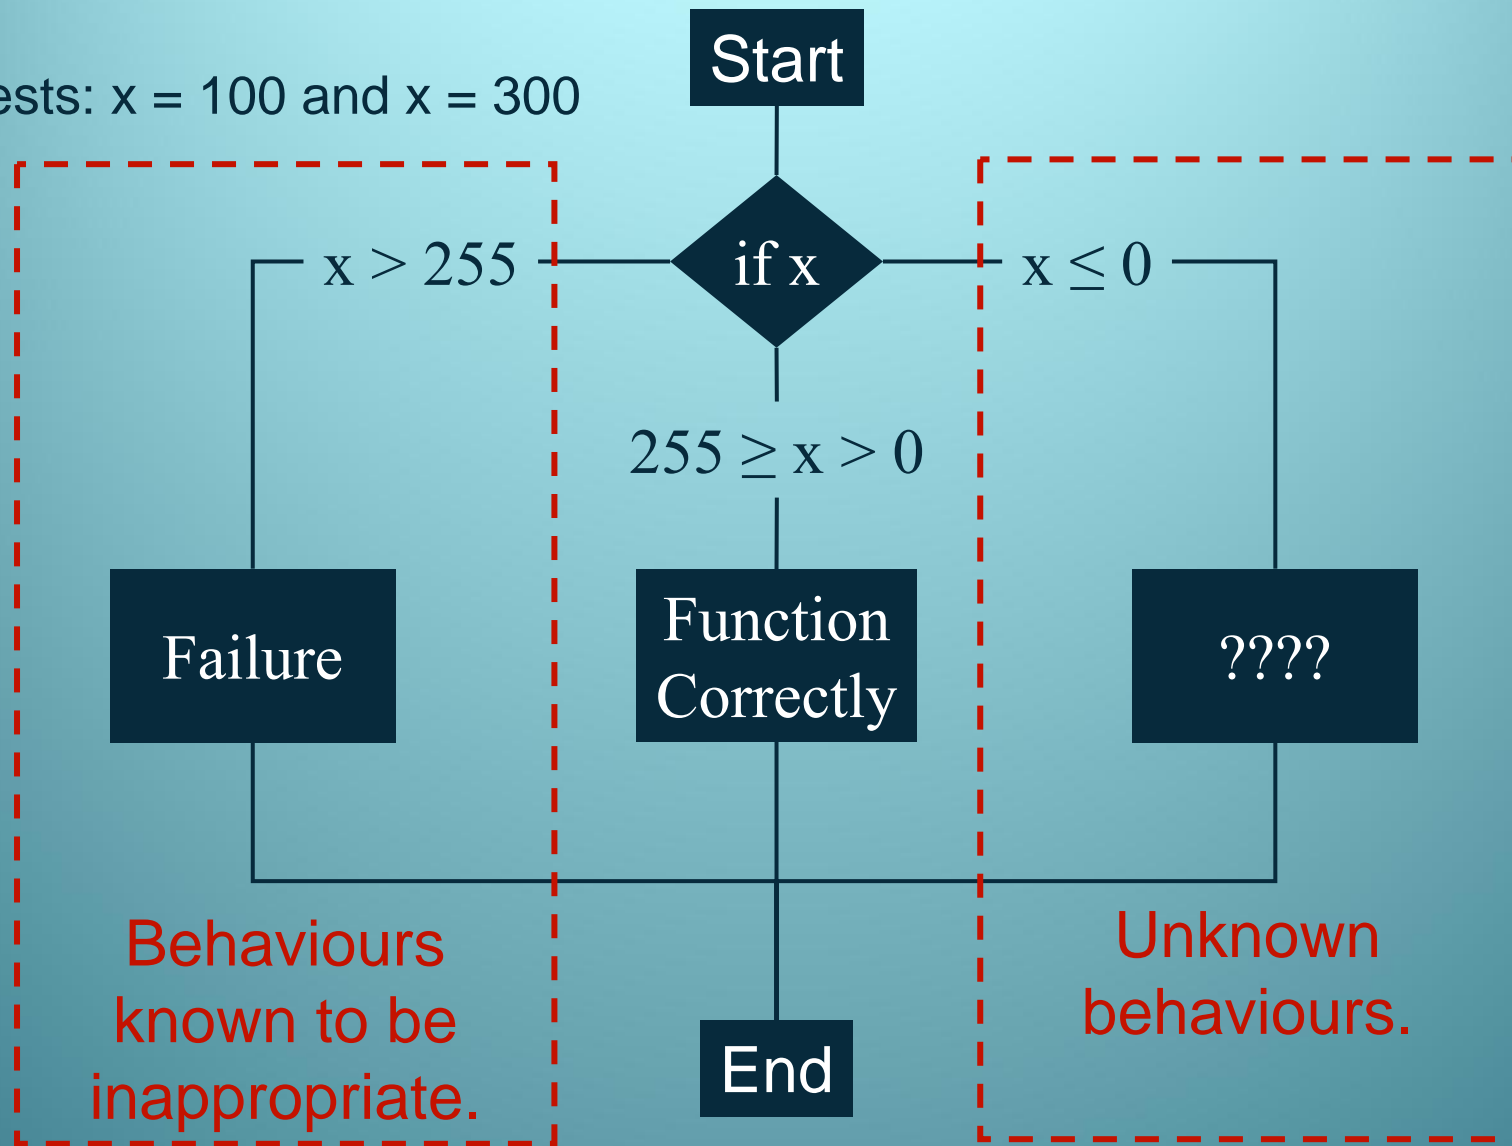 Start
ests: x = 100 and x = 300
x > 255
if x
x ≤ 0
255 ≥ x > 0
Failure
Function
Correctly
????
Behaviours
known to be
inappropriate.
Unknown
behaviours.
End